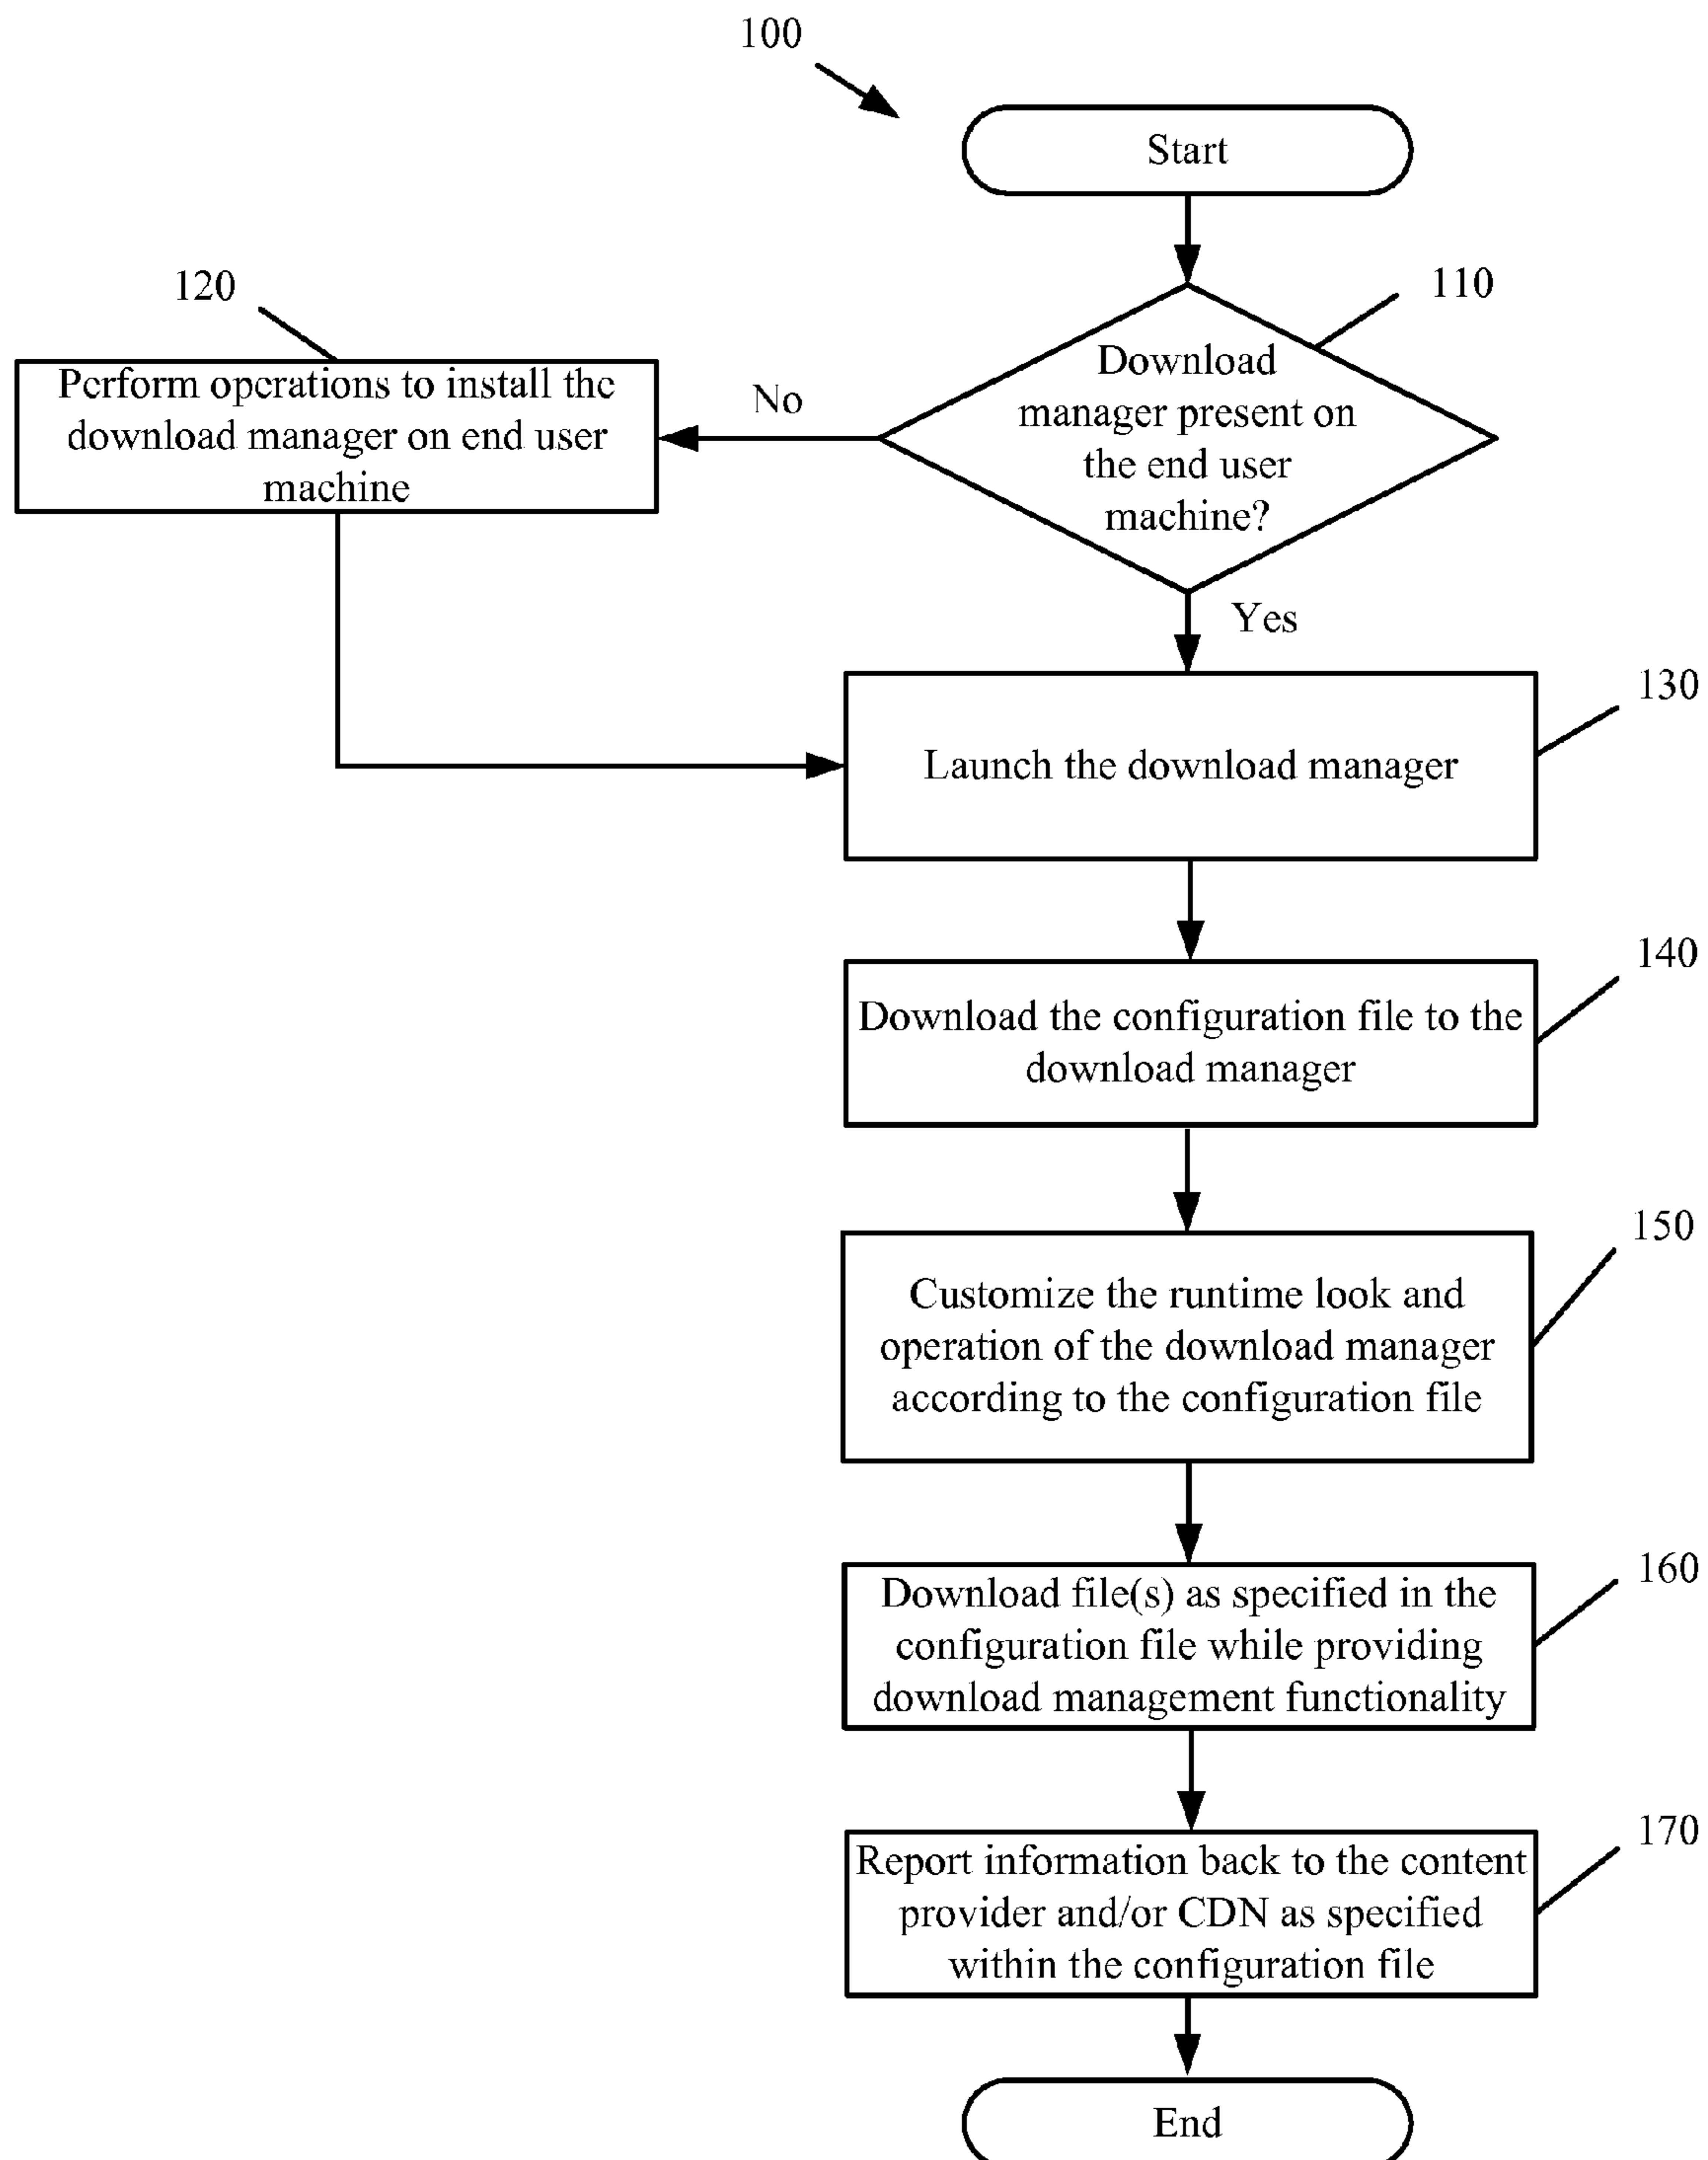 100
Start
110
Download
manager present on
the end user
machine?
No
120
Perform operations to install the
download manager on end user
machine
Yes
130
Launch the download manager
140
Download the configuration file to the
download manager
150
Customize the runtime look and
operation of the download manager
according to the configuration file
160
Download file(s) as specified in the
configuration file while providing
download management functionality
170
Report information back to the content
provider and/or CDN as specified
within the configuration file
End